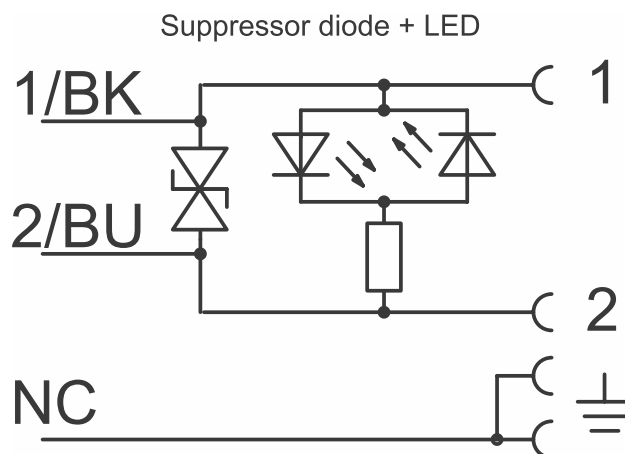 Suppressor diode + LED
1/BK
1
2/BU
2
NC